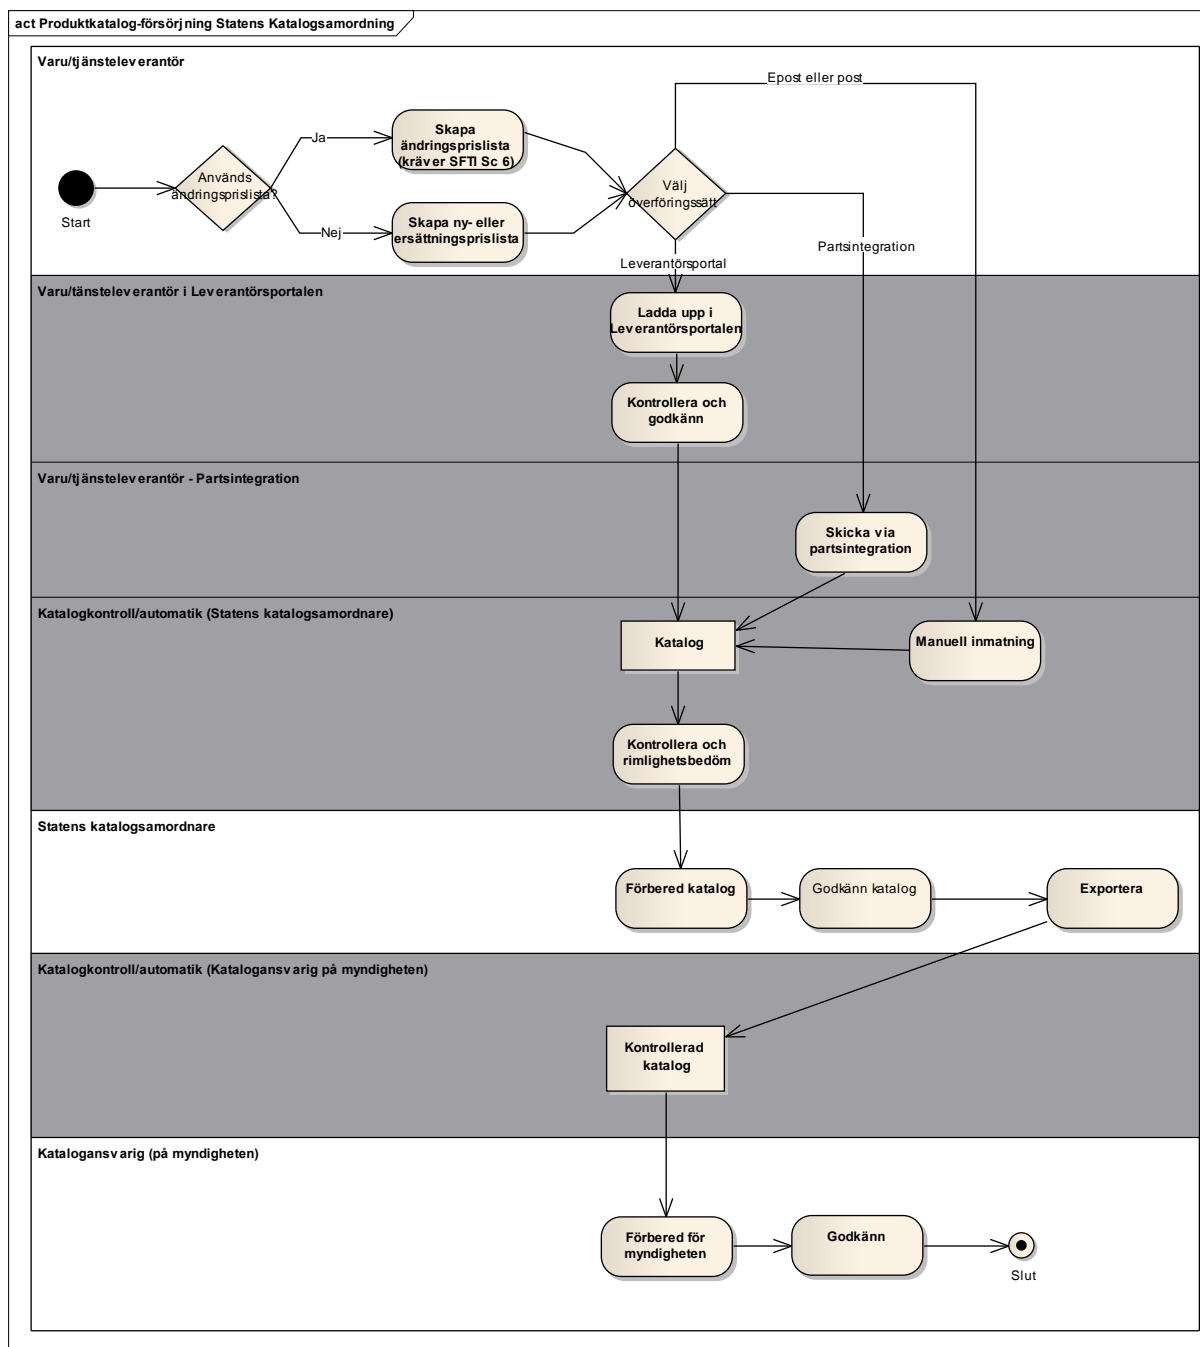 act Produktkatalog-försörjning Statens Katalogsamordning
Varu/tjänsteleverantör
Epost eller post
Ja
Skapa
ändringsprislista
(kräver SFTI Sc 6)
Används
ändringsprislista?
Välj
överföringssätt
Start
Nej
Skapa ny- eller
ersättningsprislista
Partsintegration
Leverantörsportal
Varu/tänsteleverantör i Leverantörsportalen
Ladda upp i
Leverantörsportalen
Kontrollera och
godkänn
Varu/tjänsteleverantör - Partsintegration
Skicka via
partsintegration
Katalogkontroll/automatik (Statens katalogsamordnare)
Katalog
Manuell inmatning
Kontrollera och
rimlighetsbedöm
Statens katalogsamordnare
Förbered katalog
Godkänn katalog
Exportera
Katalogkontroll/automatik (Katalogansvarig på myndigheten)
Kontrollerad
katalog
Katalogansvarig (på myndigheten)
Förbered för
myndigheten
Godkänn
Slut